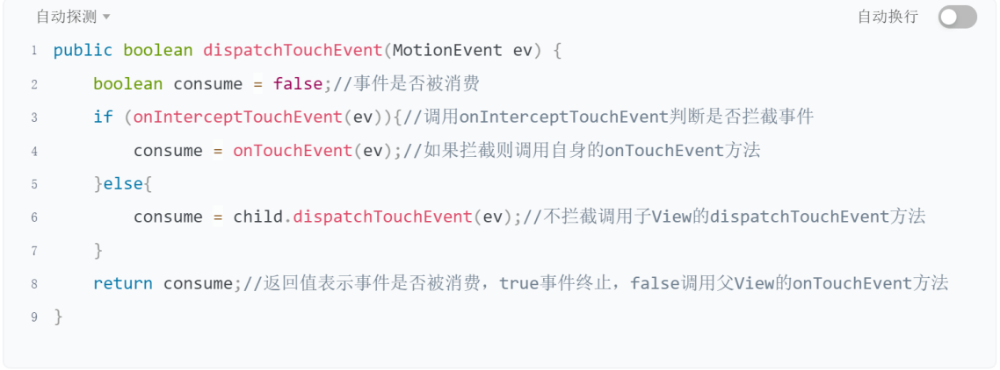 自动探测
自动换行
1 public boolean dispatchTouchEvent(MotionEvent ev) {
2     boolean consume = false;//事件是否被消费
3     if (onInterceptTouchEvent(ev)){//调用onInterceptTouchEvent判断是否拦截事件
4         consume = onTouchEvent(ev);//如果拦截则调用自身的onTouchEvent方法
5     }else{
6         consume = child.dispatchTouchEvent(ev);//不拦截调用子View的dispatchTouchEvent方法
7     }
8     return consume;//返回值表示事件是否被消费，true事件终止，false调用父View的onTouchEvent方法
9 }